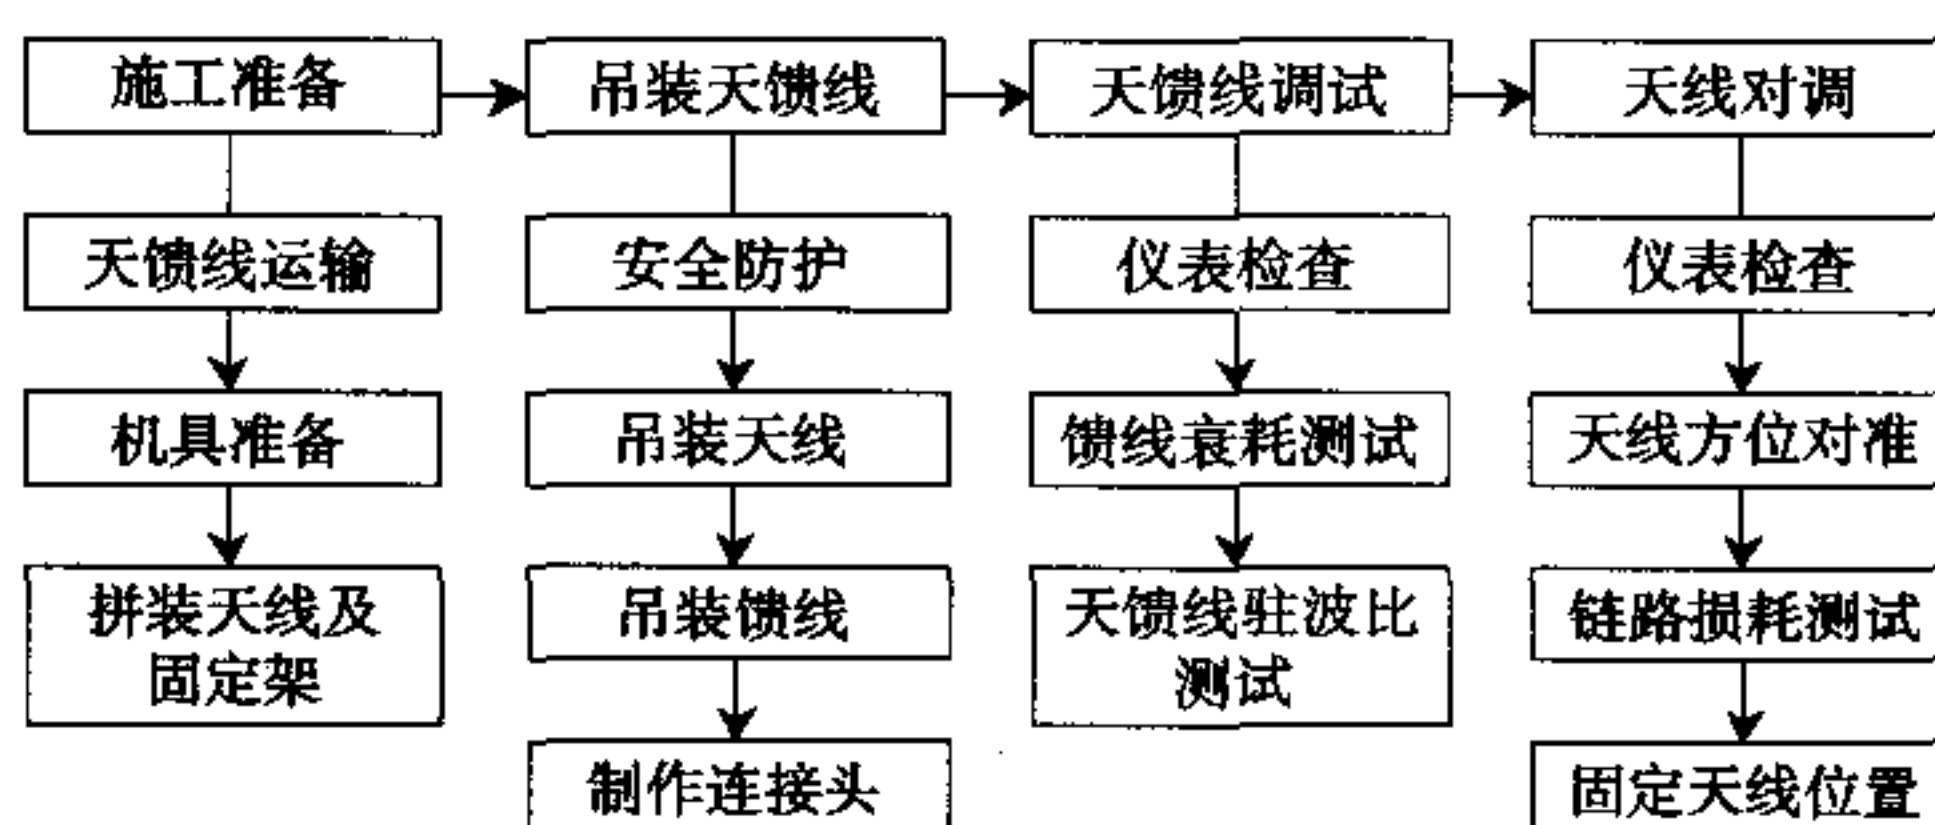 施工准备
吊装天馈线
天馈线调试
天线对调
天馈线运输
安全防护
仪表检查
仪表检查
机具准备
吊装天线
馈线衰耗测试
天线方位对准
拼装天线及
固定架
吊装馈线
天馈线驻波比
测试
链路损耗测试
制作连接头
固定天线位置